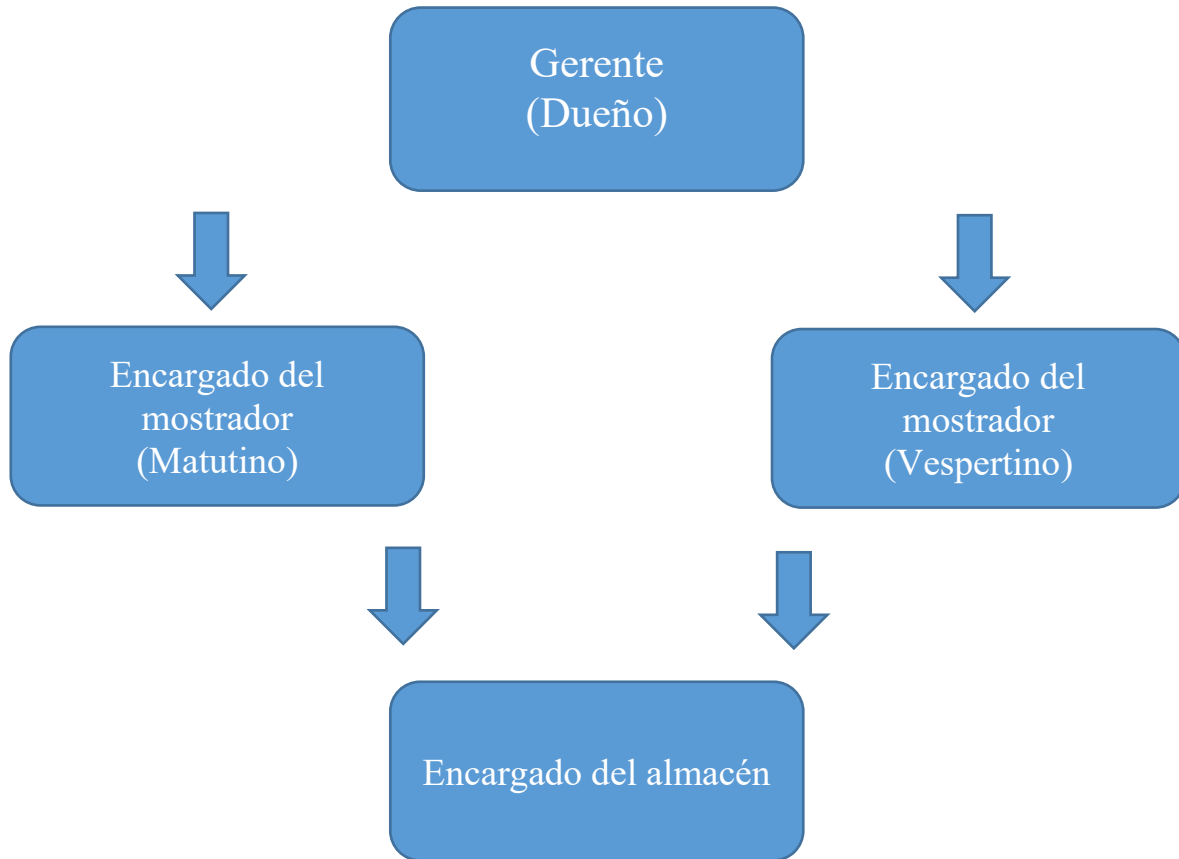 Gerente
(Dueño)
Encargado del
mostrador
(Matutino)
Encargado del
mostrador
(Vespertino)
Encargado del almacén